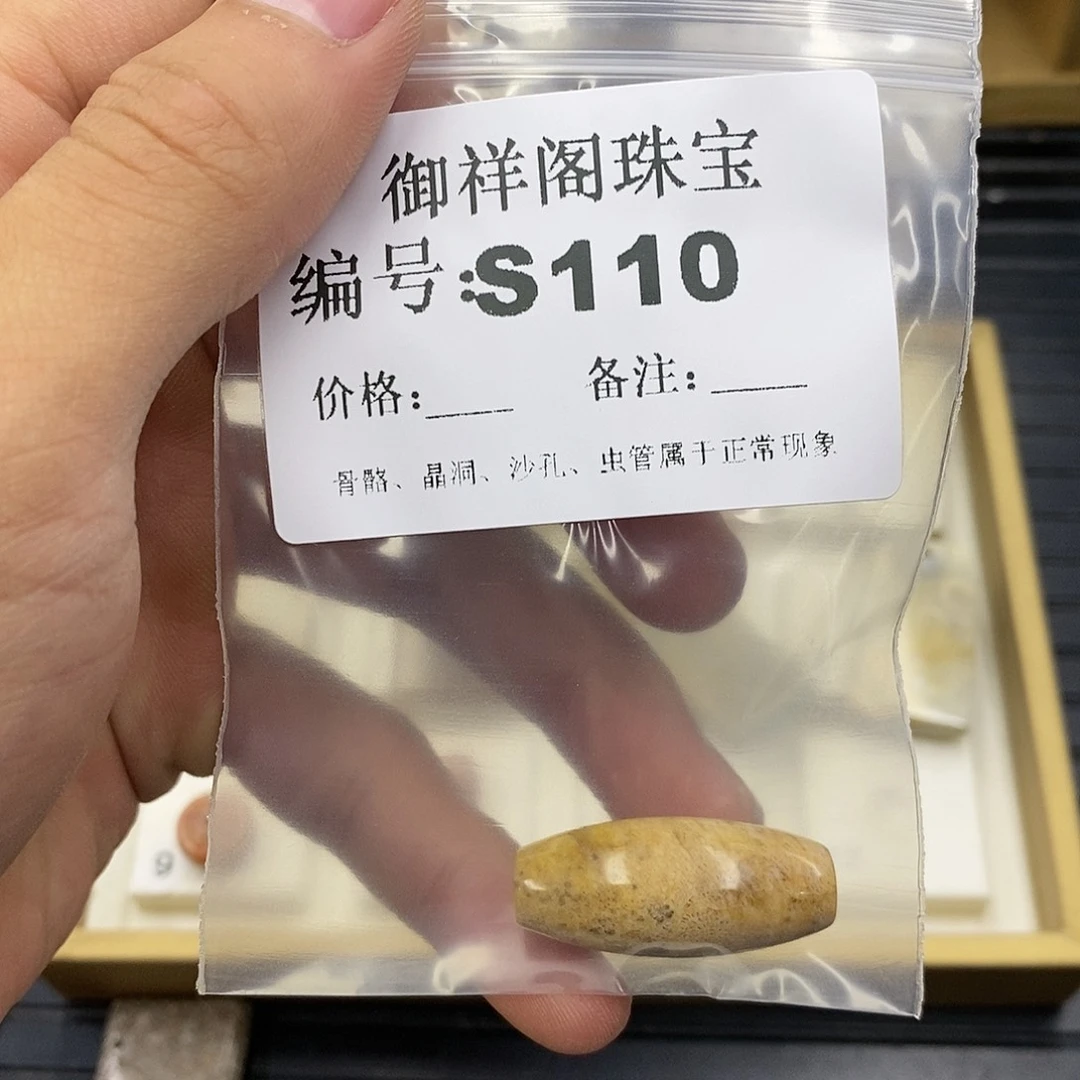 御祥阁珠宝
编号:S110
价格:____ 备注:____
骨骼、晶洞、沙孔、虫管属于正常现象
9